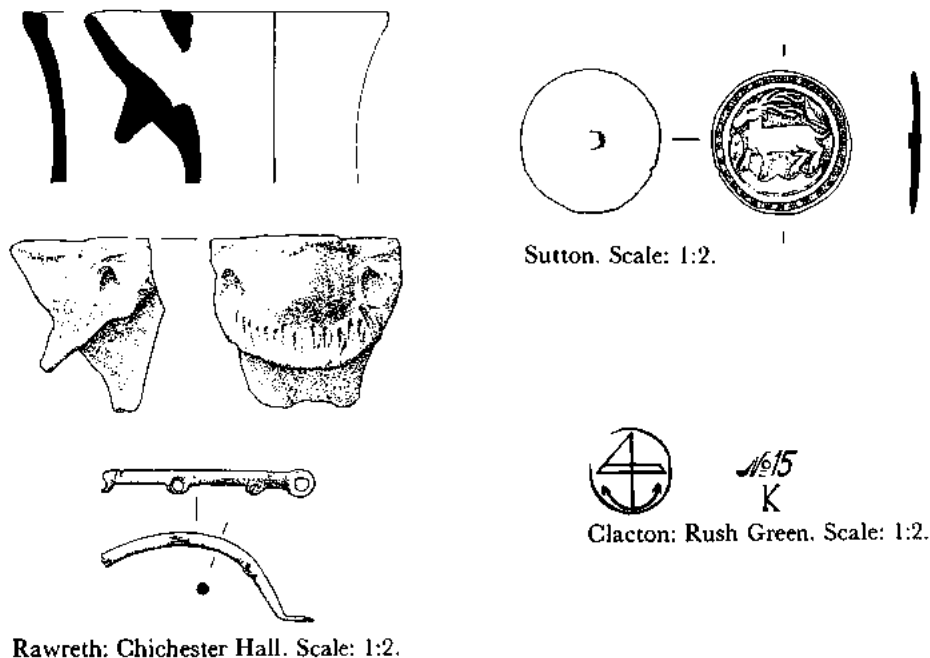 Sutton. Scale: 1:2.
№15
K
Clacton: Rush Green. Scale: 1:2.
Rawreth: Chichester Hall. Scale: 1:2.